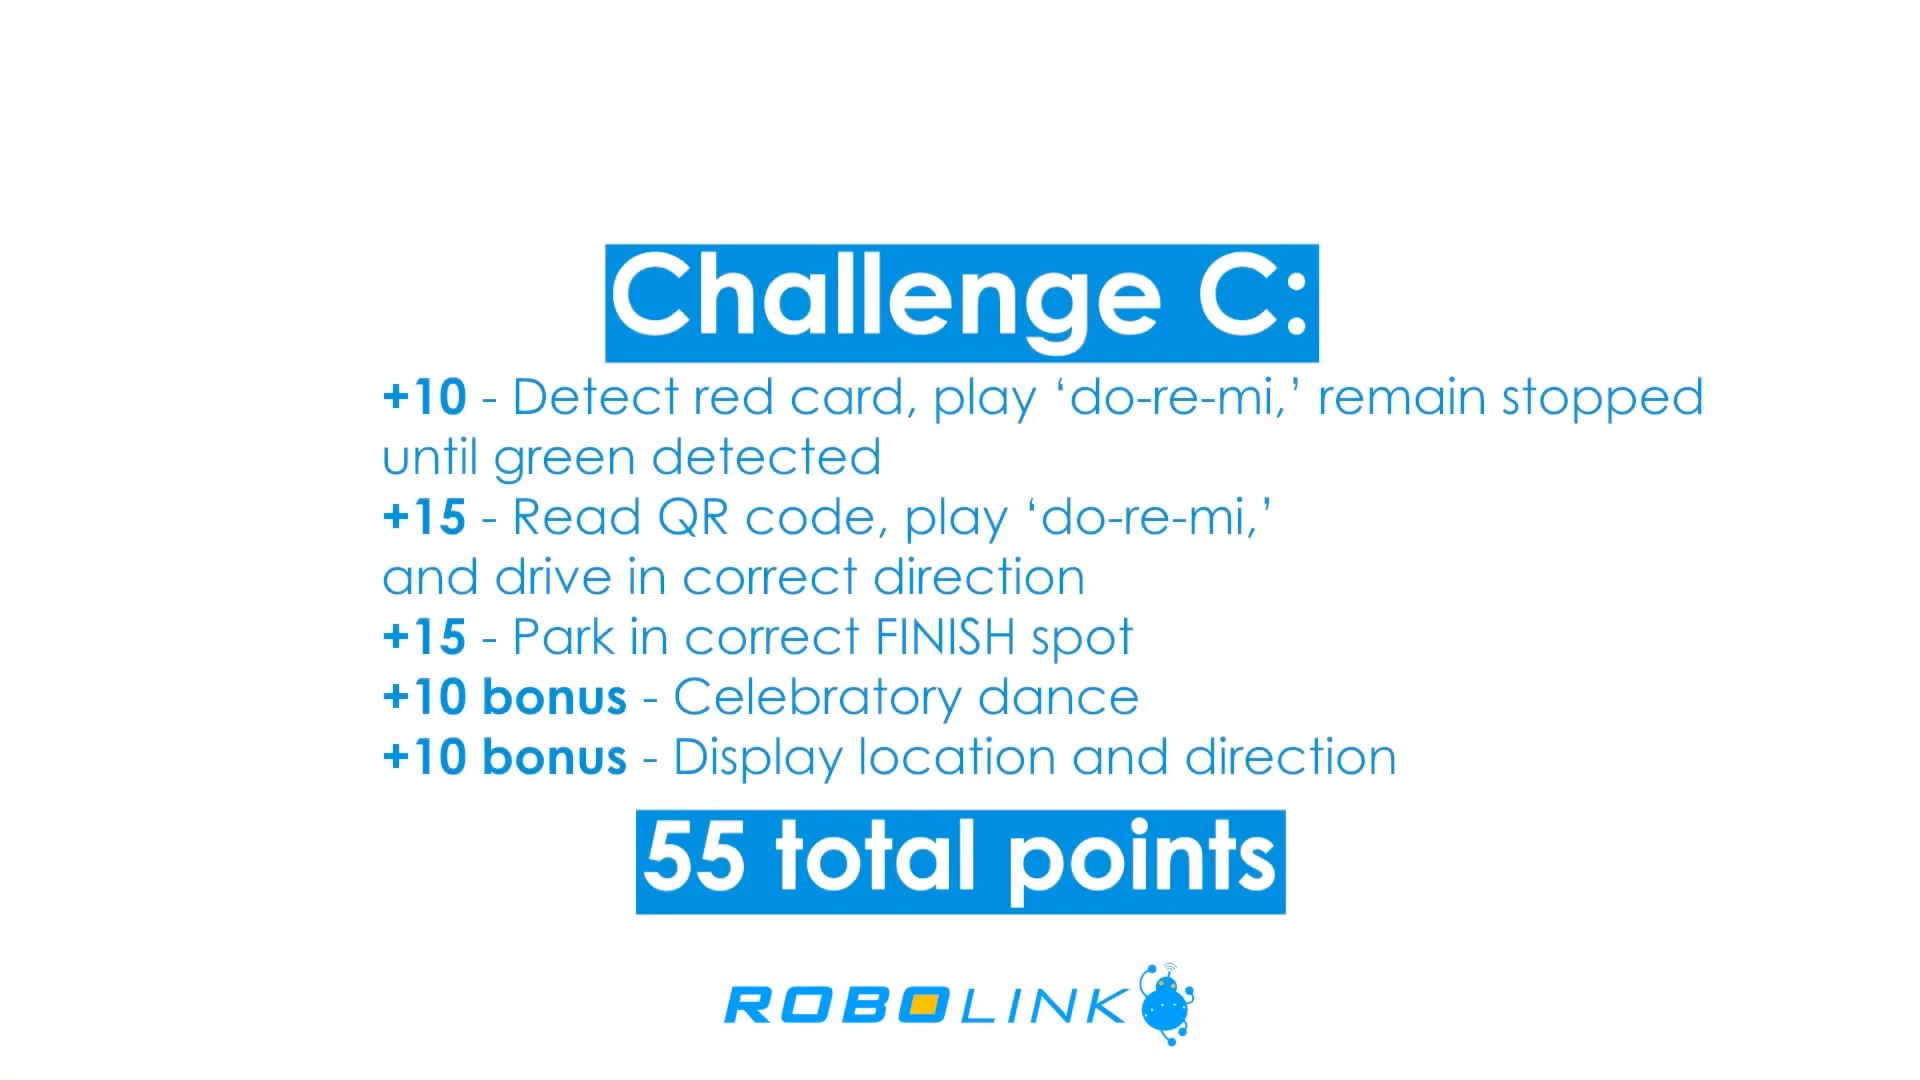 Challenge C:
+10 - Detect red card, play ‘do-re-mi,’ remain stopped
until green detected
+15 - Read QR code, play ‘do-re-mi,’
and drive in correct direction
+15 - Park in correct FINISH spot
+10 bonus - Celebratory dance
+10 bonus - Display location and direction
55 total points
ROBOLINK